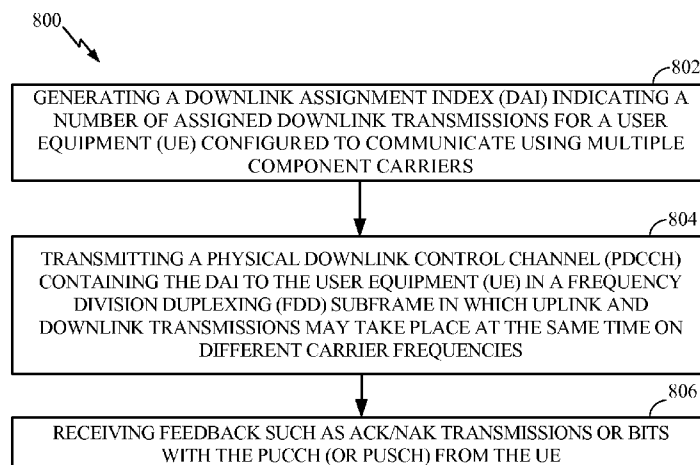 800
802
GENERATING A DOWNLINK ASSIGNMENT INDEX (DAI) INDICATING A
NUMBER OF ASSIGNED DOWNLINK TRANSMISSIONS FOR A USER
EQUIPMENT (UE) CONFIGURED TO COMMUNICATE USING MULTIPLE
COMPONENT CARRIERS
804
TRANSMITTING A PHYSICAL DOWNLINK CONTROL CHANNEL (PDCCH)
CONTAINING THE DAI TO THE USER EQUIPMENT (UE) IN A FREQUENCY
DIVISION DUPLEXING (FDD) SUBFRAME IN WHICH UPLINK AND
DOWNLINK TRANSMISSIONS MAY TAKE PLACE AT THE SAME TIME ON
DIFFERENT CARRIER FREQUENCIES
806
RECEIVING FEEDBACK SUCH AS ACK/NAK TRANSMISSIONS OR BITS
WITH THE PUCCH (OR PUSCH) FROM THE UE